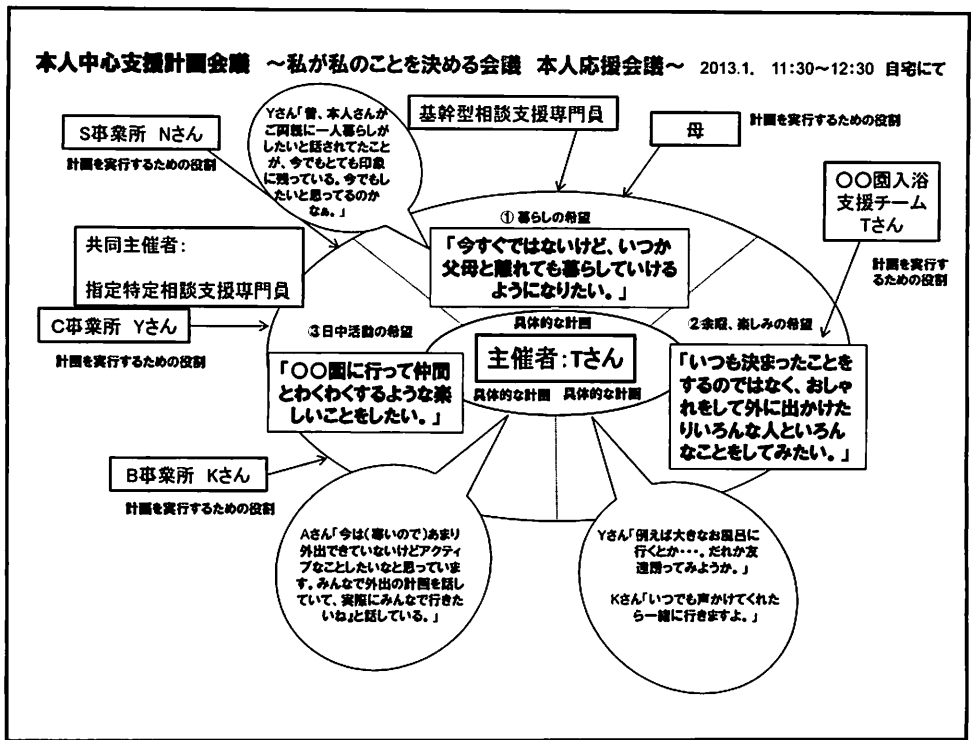 本人中心支援計画会議 ～私が私のことを決める会議 本人応援会議～ 2013.1. 11:30～12:30 自宅にて
S事業所 Nさん
計画を実行するための役割
Yさん「昔、本人さんが
ご両親に一人暮らしが
したいと話されてたこと
が、今でもとても印象
に残っている。今でもし
たいと思ってるのか
なぁ。」
基幹型相談支援専門員
母
計画を実行するための役割
〇〇園入浴
支援チーム
Tさん
計画を実行す
るための役割
共同主催者：
指定特定相談支援専門員
① 暮らしの希望
「今すぐではないけど、いつか
父母と離れても暮らしていける
ようになりたい。」
C事業所 Yさん
計画を実行するための役割
③日中活動の希望
「〇〇園に行って仲間
とわくわくするような楽
しいことをしたい。」
具体的な計画
主催者：Tさん
具体的な計画 具体的な計画
②余暇、楽しみの希望
「いつも決まったことを
するのではなく、おしゃ
れをして外に出かけた
りいろんな人といろん
なことをしてみたい。」
B事業所 Kさん
計画を実行するための役割
Aさん「今は（寒いので）あまり
外出できていないけどアクティ
ブなことしたいなと思っていま
す。みんなで外出の計画を話し
ていて、実際にみんなで行きた
いね』と話している。」
Yさん「例えば大きなお風呂に
行くとか・・・。だれか友
達誘ってみようか。」
Kさん「いつでも声かけてくれた
ら一緒に行きますよ。」